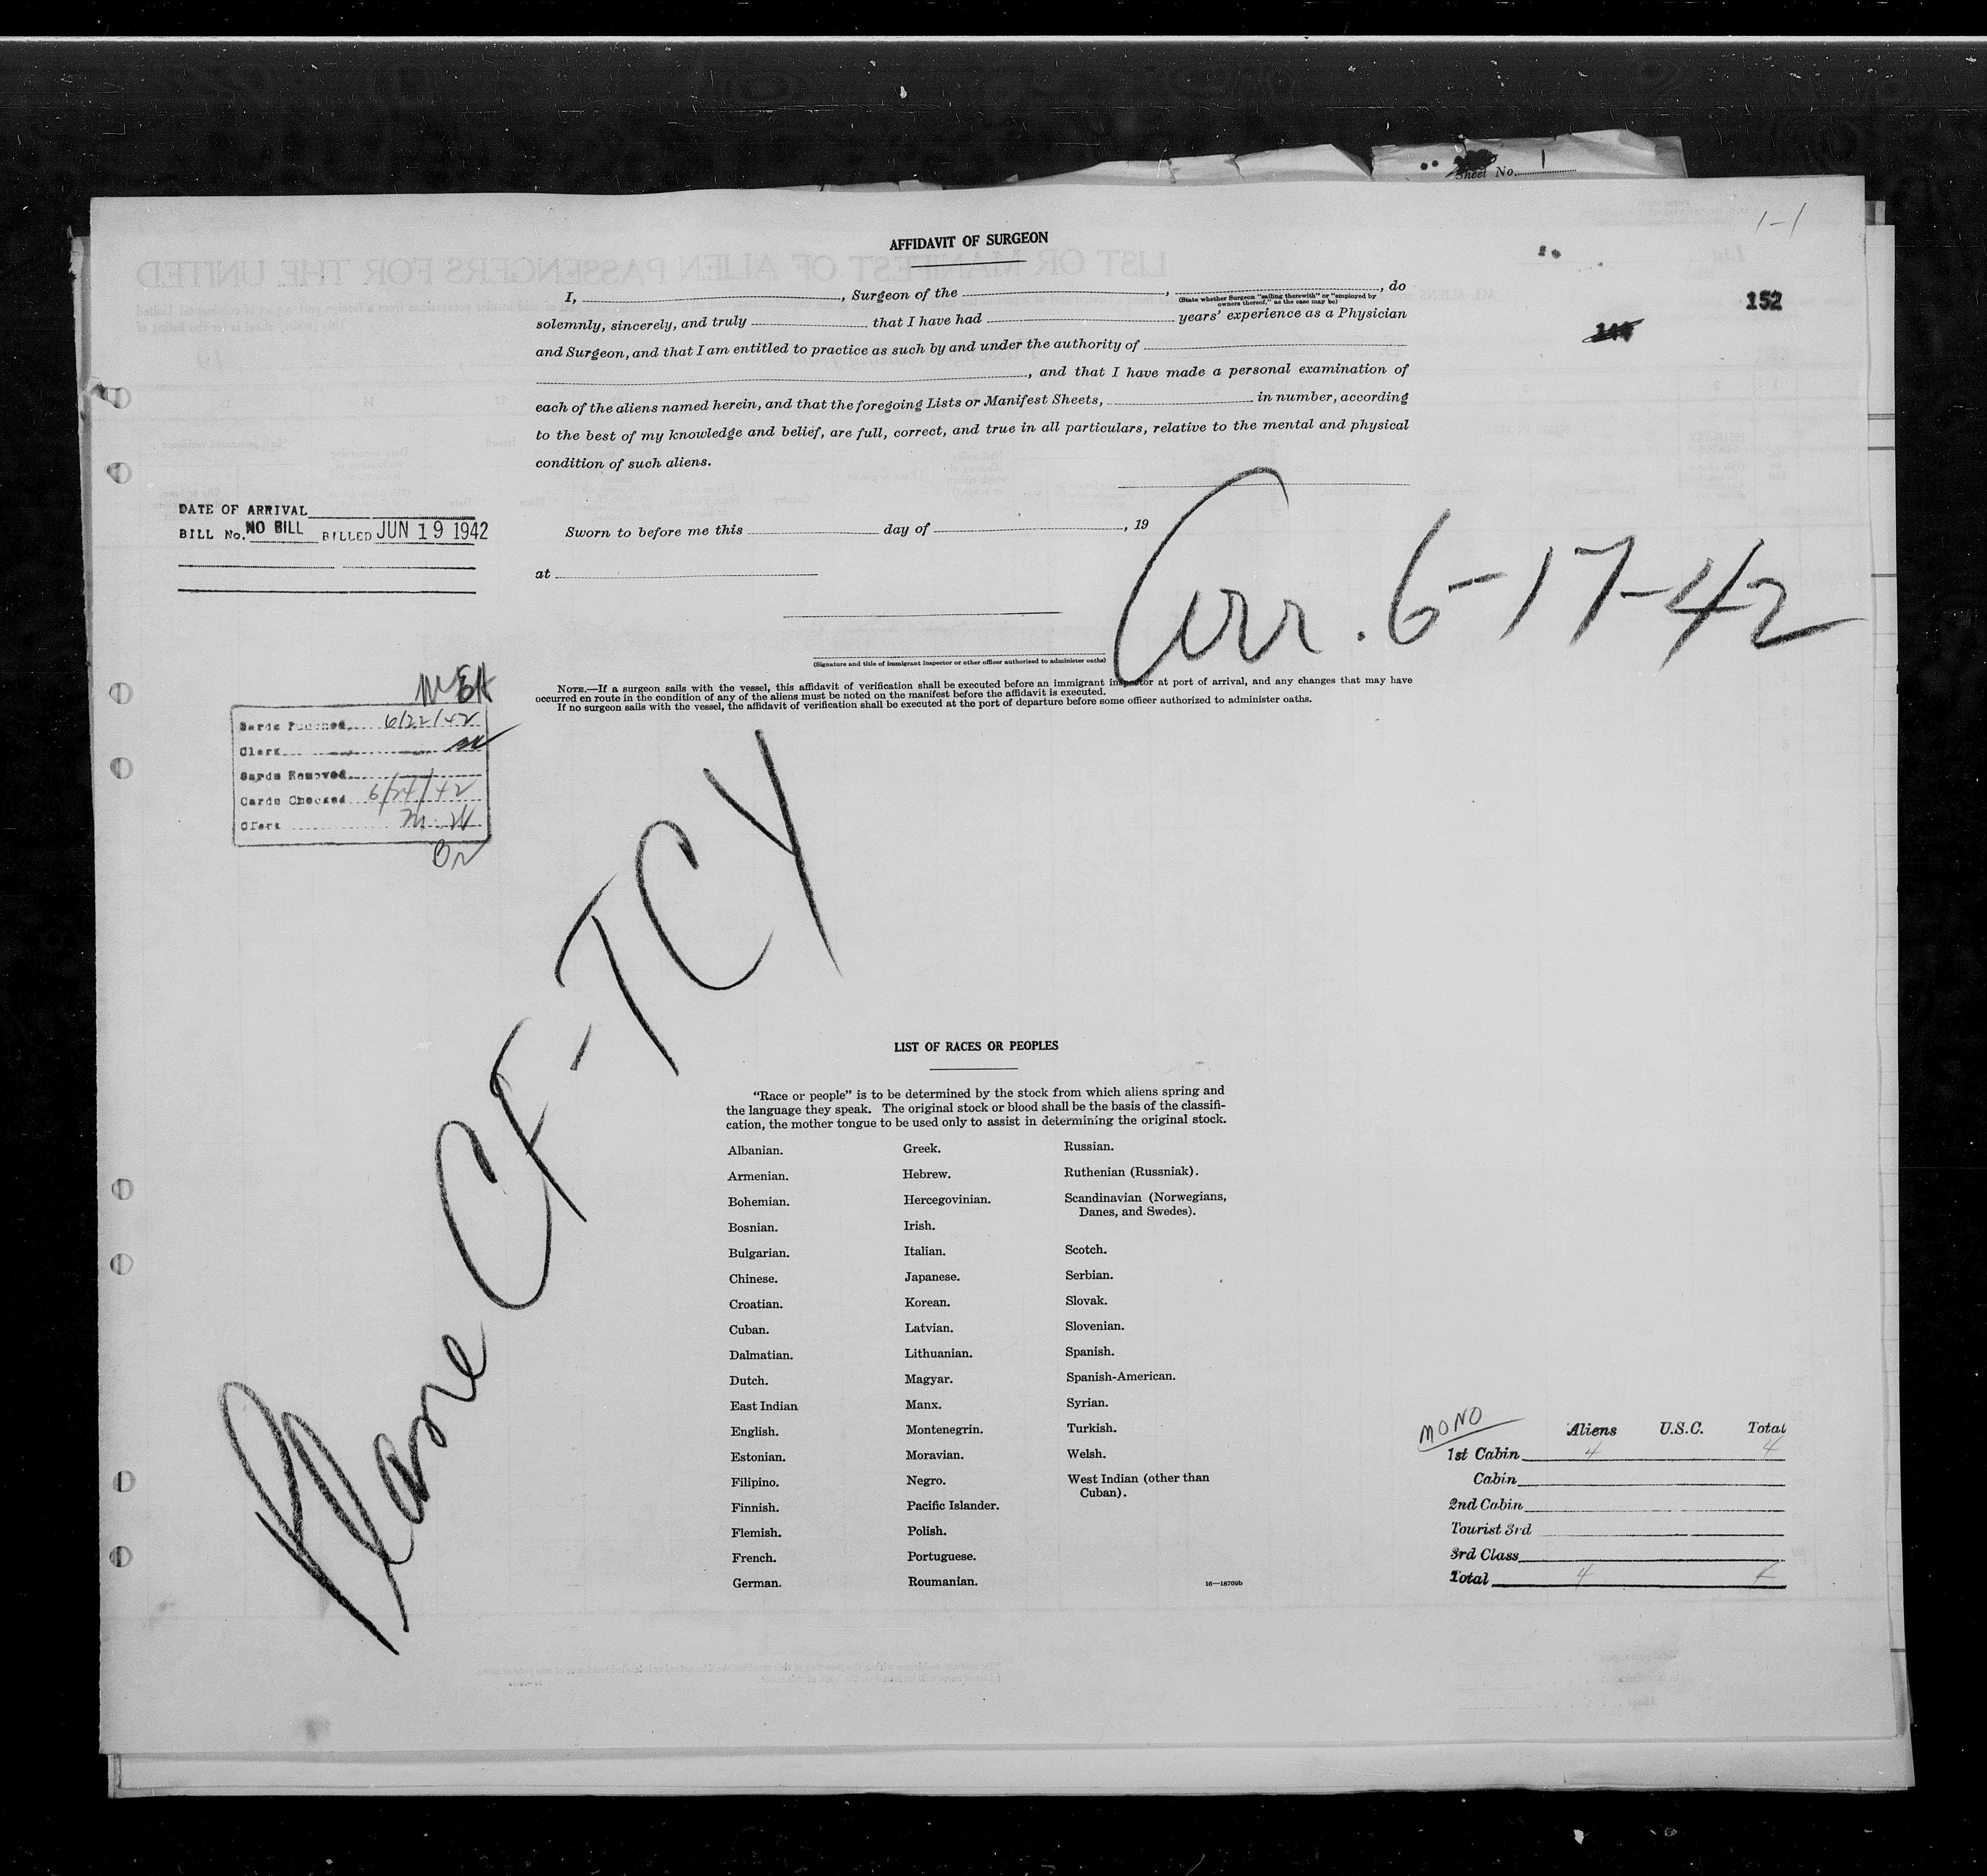 Sheet No. 1
1-1
AFFIDAVIT OF SURGEON
152
I, , Surgeon of the , , do
(State whether Surgeon "sailing therewith" or "employed by
owners thereof," as the case may be)
solemnly, sincerely, and truly that I have had years' experience as a Physician
and Surgeon, and that I am entitled to practice as such by and under the authority of
, and that I have made a personal examination of
each of the aliens named herein, and that the foregoing Lists or Manifest Sheets, in number, according
to the best of my knowledge and belief, are full, correct, and true in all particulars, relative to the mental and physical
condition of such aliens.
DATE OF ARRIVAL
BILL No. NO BILL BILLED JUN 19 1942
Sworn to before me this day of , 19
at
Arr. 6-17-42
(Signature and title of immigrant inspector or other officer authorized to administer oaths)
NOTE.—If a surgeon sails with the vessel, this affidavit of verification shall be executed before an immigrant inspector at port of arrival, and any changes that may have
occurred en route in the condition of any of the aliens must be noted on the manifest before the affidavit is executed.
If no surgeon sails with the vessel, the affidavit of verification shall be executed at the port of departure before some officer authorized to administer oaths.
Cards Punched 6/22/42
Clerk
Cards Removed
Cards Checked 6/24/42
Clerk M. W
Plane CF-TCY
LIST OF RACES OR PEOPLES
"Race or people" is to be determined by the stock from which aliens spring and
the language they speak. The original stock or blood shall be the basis of the classifi-
cation, the mother tongue to be used only to assist in determining the original stock.
Albanian.
Armenian.
Bohemian.
Bosnian.
Bulgarian.
Chinese.
Croatian.
Cuban.
Dalmatian.
Dutch.
East Indian
English.
Estonian.
Filipino.
Finnish.
Flemish.
French.
German.
Greek.
Hebrew.
Hercegovinian.
Irish.
Italian.
Japanese.
Korean.
Latvian.
Lithuanian.
Magyar.
Manx.
Montenegrin.
Moravian.
Negro.
Pacific Islander.
Polish.
Portuguese.
Roumanian.
Russian.
Ruthenian (Russniak).
Scandinavian (Norwegians,
Danes, and Swedes).
Scotch.
Serbian.
Slovak.
Slovenian.
Spanish.
Spanish-American.
Syrian.
Turkish.
Welsh.
West Indian (other than
Cuban).
16—18709b
MONO
Aliens U.S.C. Total
1st Cabin 4 4
Cabin
2nd Cabin
Tourist 3rd
3rd Class
Total 4